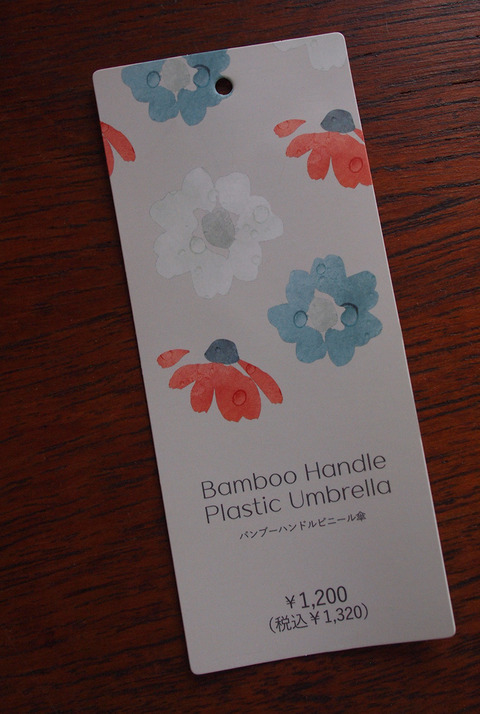 Bamboo Handle
Plastic Umbrella
バンブーハンドルビニール傘
¥1,200
(税込¥1,320)